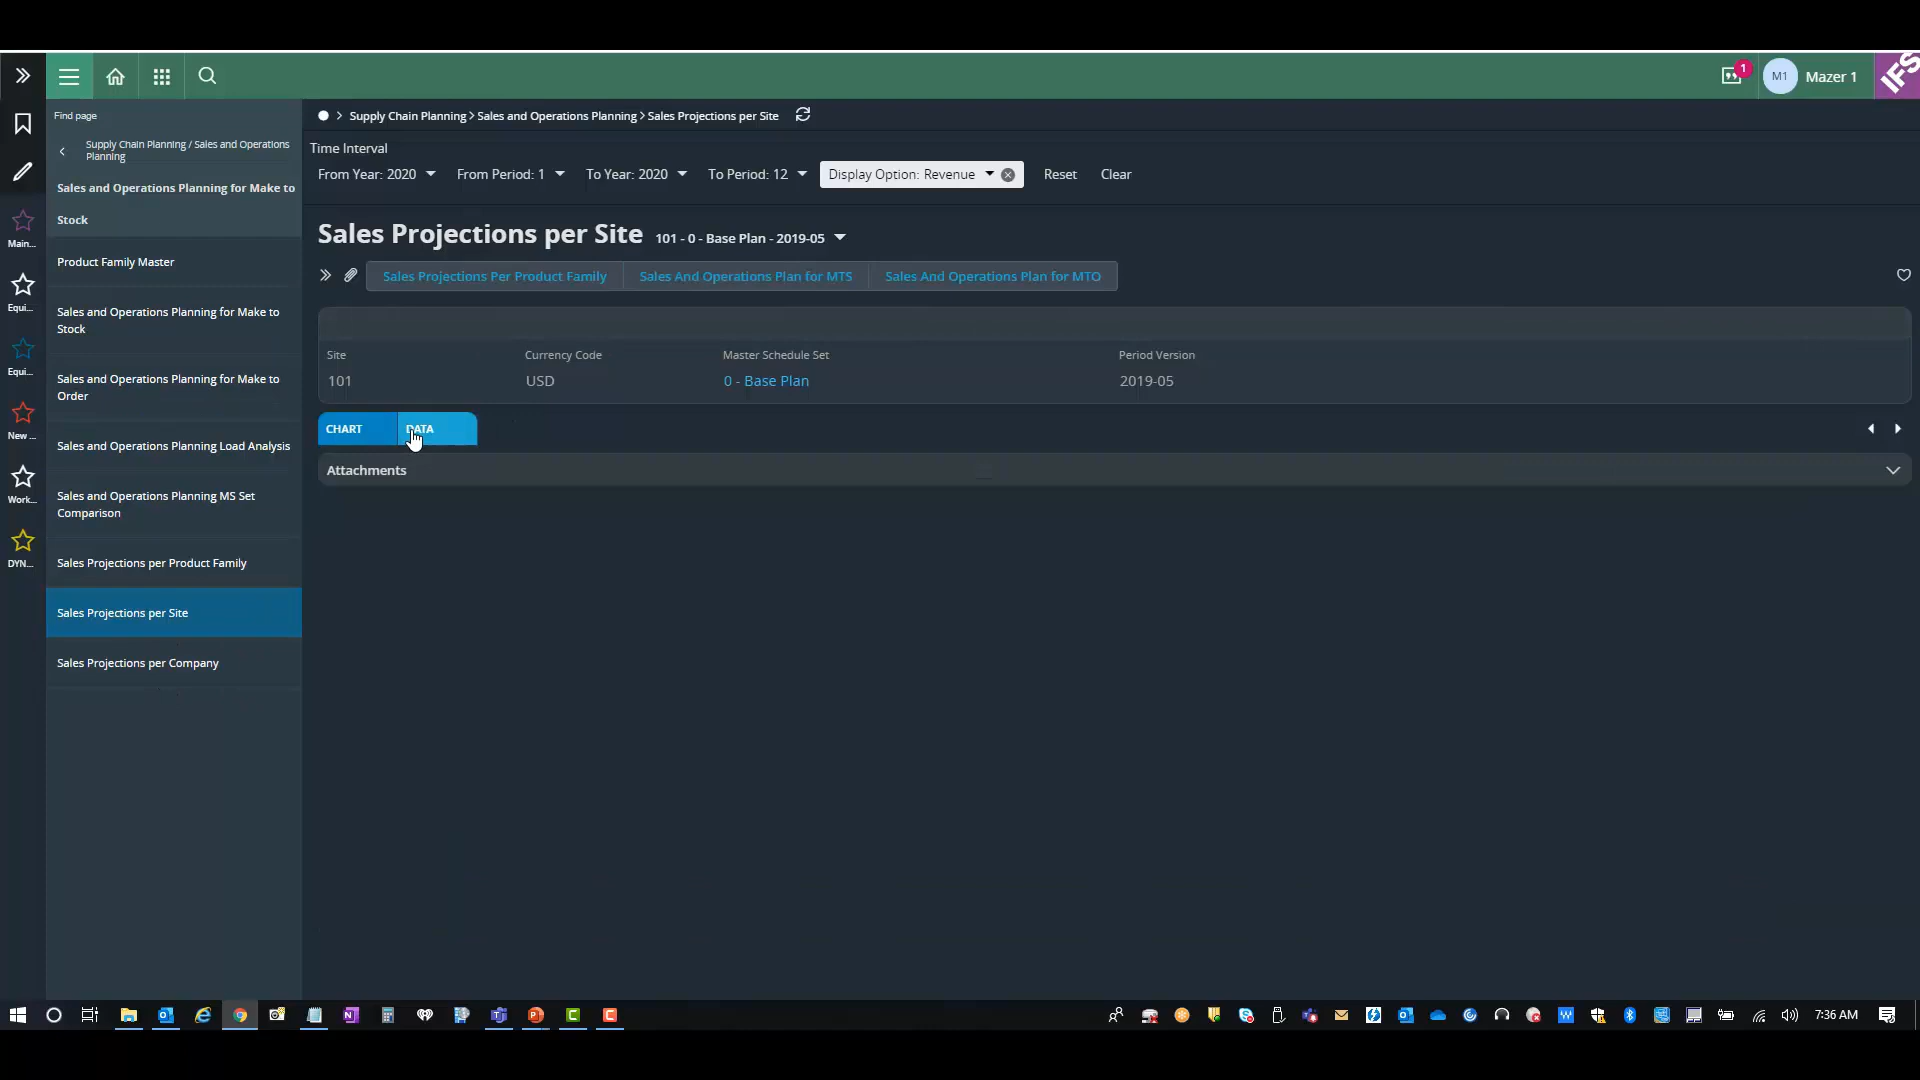 Mazer 1
1
M1
IFS
Find page
Supply Chain Planning / Sales and Operations
Planning
Sales and Operations Planning for Make to
Stock
Product Family Master
Sales and Operations Planning for Make to
Stock
Sales and Operations Planning for Make to
Order
Sales and Operations Planning Load Analysis
Sales and Operations Planning MS Set
Comparison
Sales Projections per Product Family
Sales Projections per Site
Sales Projections per Company
Main...
Equi...
Equi...
New ...
Work...
DYN...
Supply Chain Planning > Sales and Operations Planning > Sales Projections per Site
Time Interval
From Year: 2020 From Period: 1 To Year: 2020 To Period: 12 Display Option: Revenue Reset Clear
Sales Projections per Site 101 - 0 - Base Plan - 2019-05
Sales Projections Per Product Family Sales And Operations Plan for MTS Sales And Operations Plan for MTO
Site Currency Code Master Schedule Set Period Version
101 USD 0 - Base Plan 2019-05
CHART DATA
Attachments
7:36 AM